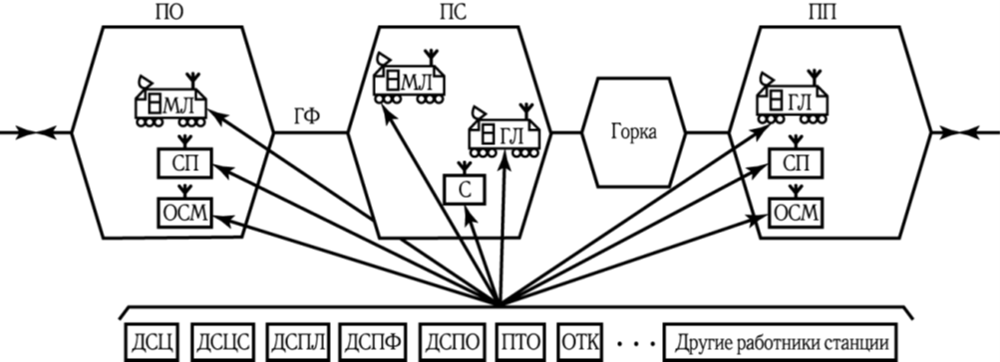 ПО
ПС
ПП
МЛ
МЛ
ГЛ
ГФ
ГЛ
Горка
СП
С
СП
ОСМ
ОСМ
ДСЦ ДСЦС ДСПЛ ДСПФ ДСПО ПТО ОТК · · · Другие работники станции